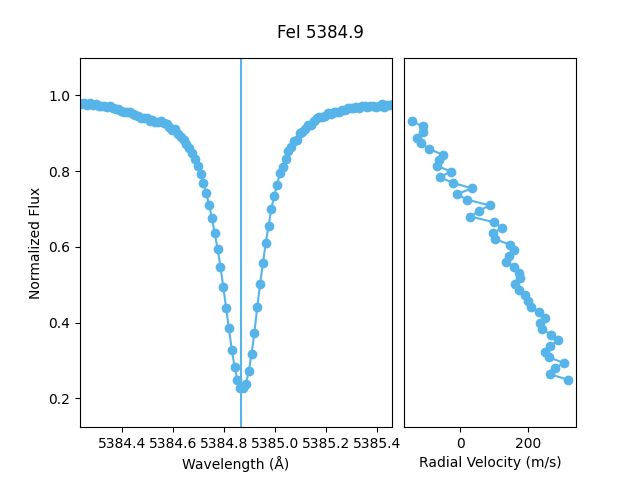 FeI 5384.9
Normalized Flux
1.0
0.8
0.6
0.4
0.2
5384.4 5384.6 5384.8 5385.0 5385.2 5385.4
Wavelength (Å)
0 200
Radial Velocity (m/s)